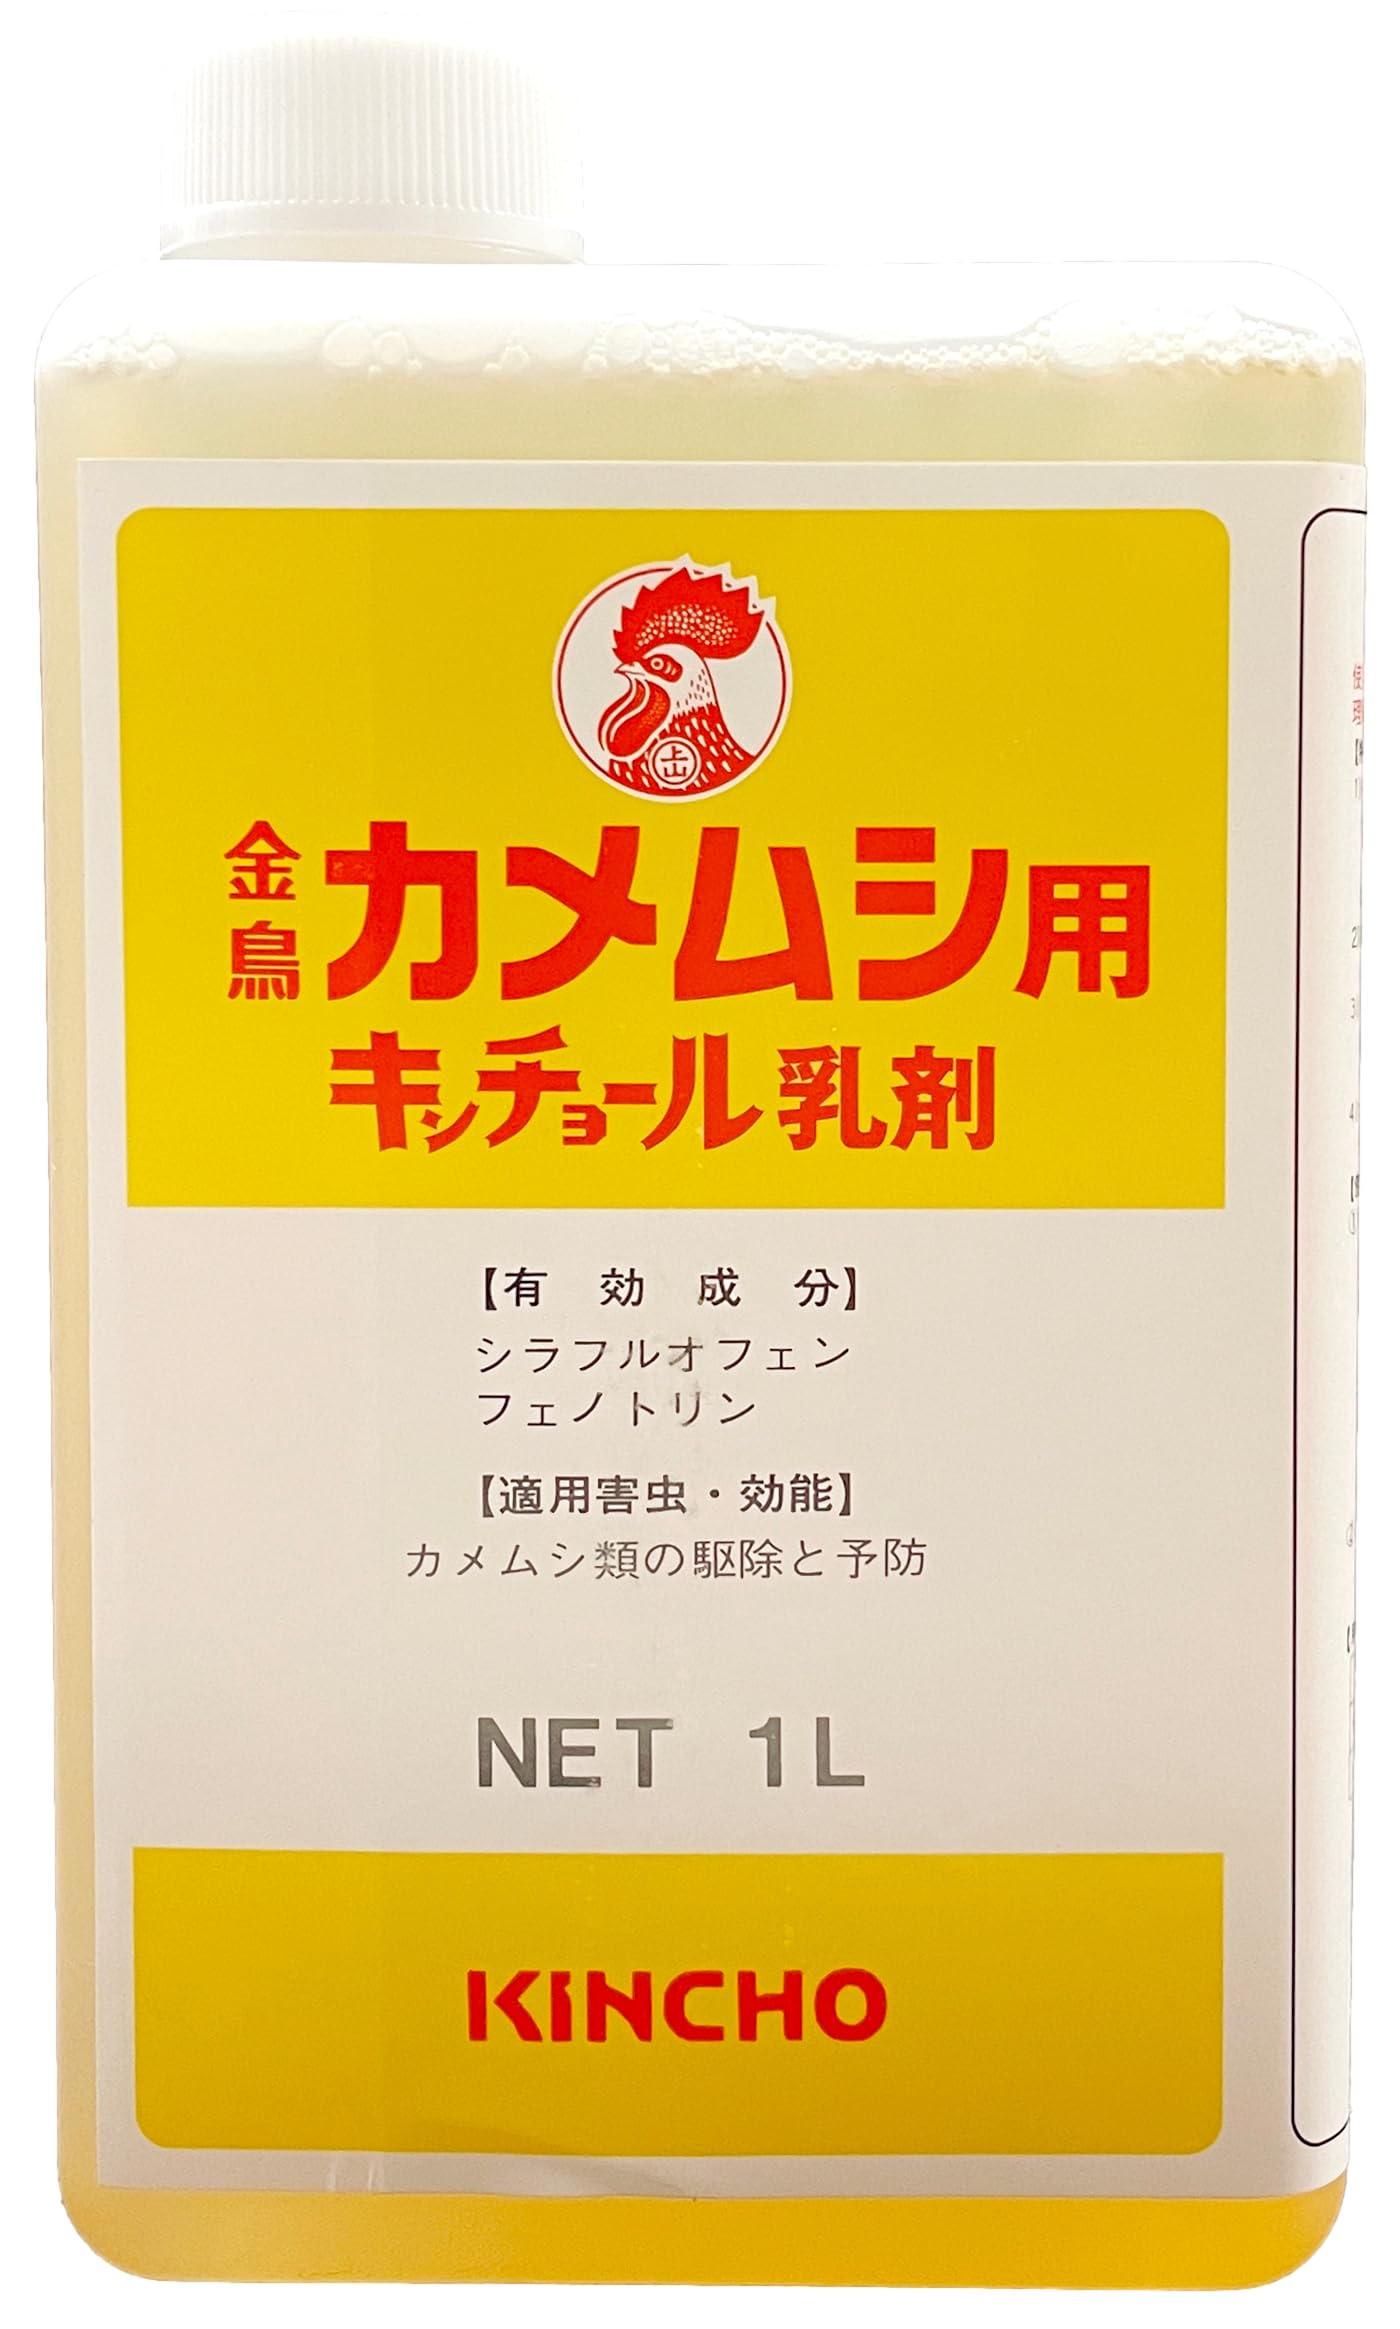 上山
金鳥
カメムシ用
キンチョール乳剤
【有効成分】
シラフルオフェン
フェノトリン
【適用害虫・効能】
カメムシ類の駆除と予防
NET 1L
KINCHO